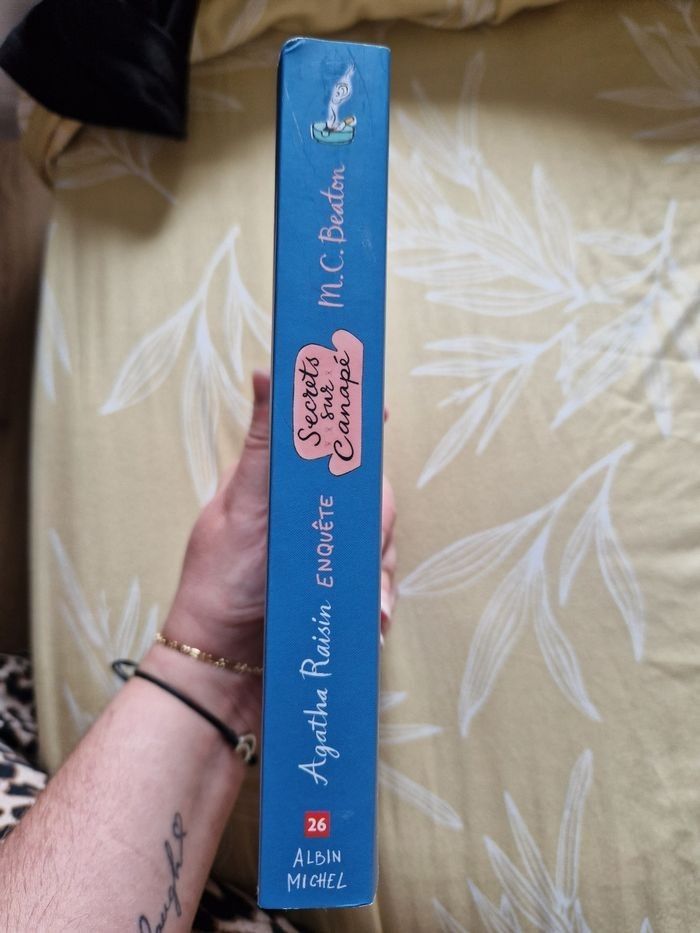 M.C. Beaton
Secrets
sur
Canapé
Agatha Raisin ENQUÊTE
26
ALBIN
MICHEL